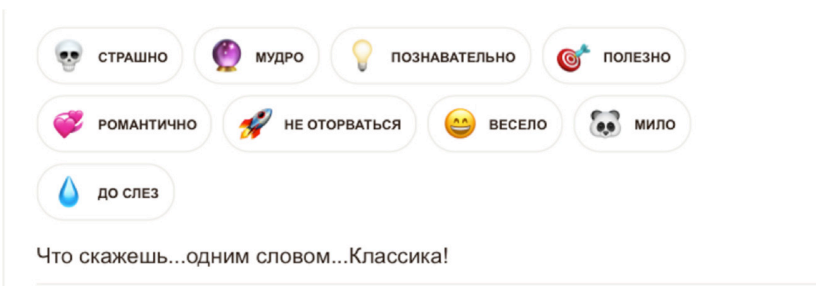 СТРАШНО МУДРО ПОЗНАВАТЕЛЬНО ПОЛЕЗНО
РОМАНТИЧНО НЕ ОТОРВАТЬСЯ ВЕСЕЛО МИЛО
ДО СЛЕЗ
Что скажешь...одним словом...Классика!